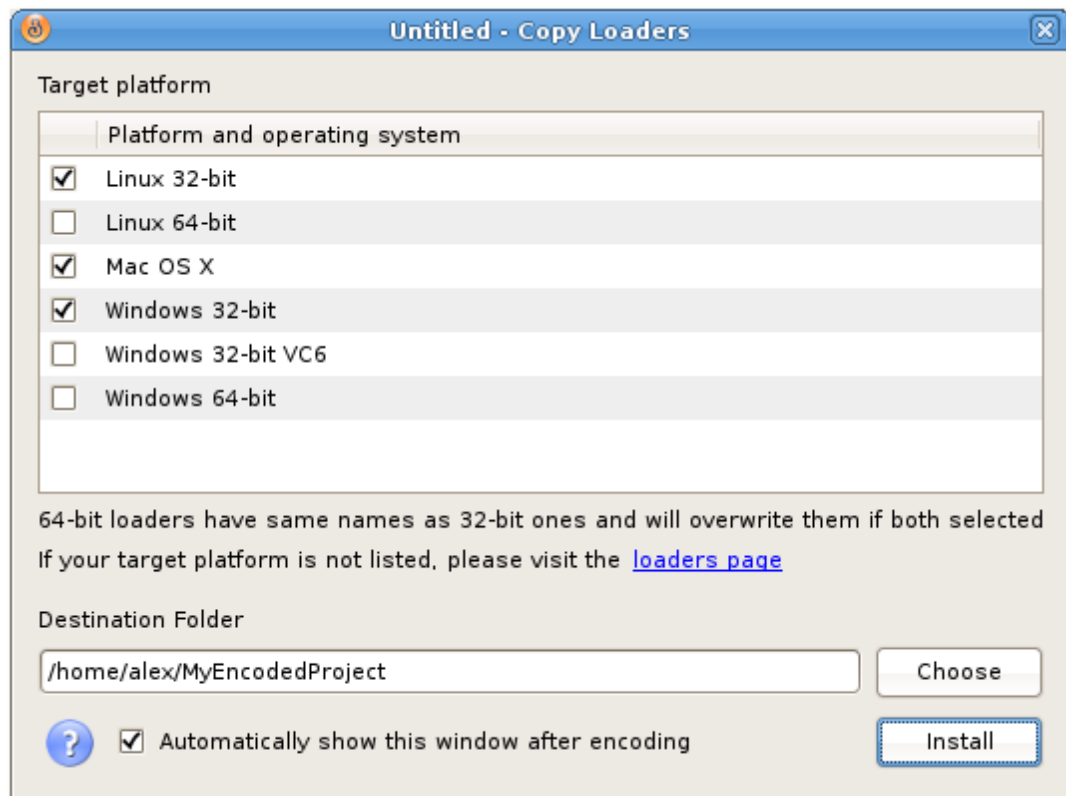 Untitled - Copy Loaders
Target platform
Platform and operating system
Linux 32-bit
Linux 64-bit
Mac OS X
Windows 32-bit
Windows 32-bit VC6
Windows 64-bit
64-bit loaders have same names as 32-bit ones and will overwrite them if both selected
If your target platform is not listed, please visit the loaders page
Destination Folder
/home/alex/MyEncodedProject
Choose
? Automatically show this window after encoding
Install